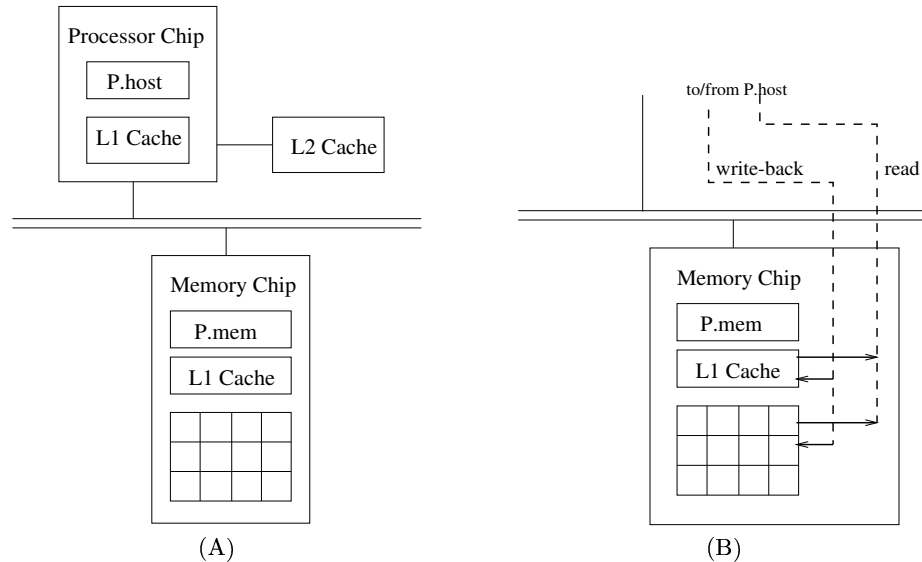 Processor Chip
P.host
L1 Cache
L2 Cache
Memory Chip
P.mem
L1 Cache
(A)
to/from P.host
write-back
read
Memory Chip
P.mem
L1 Cache
(B)